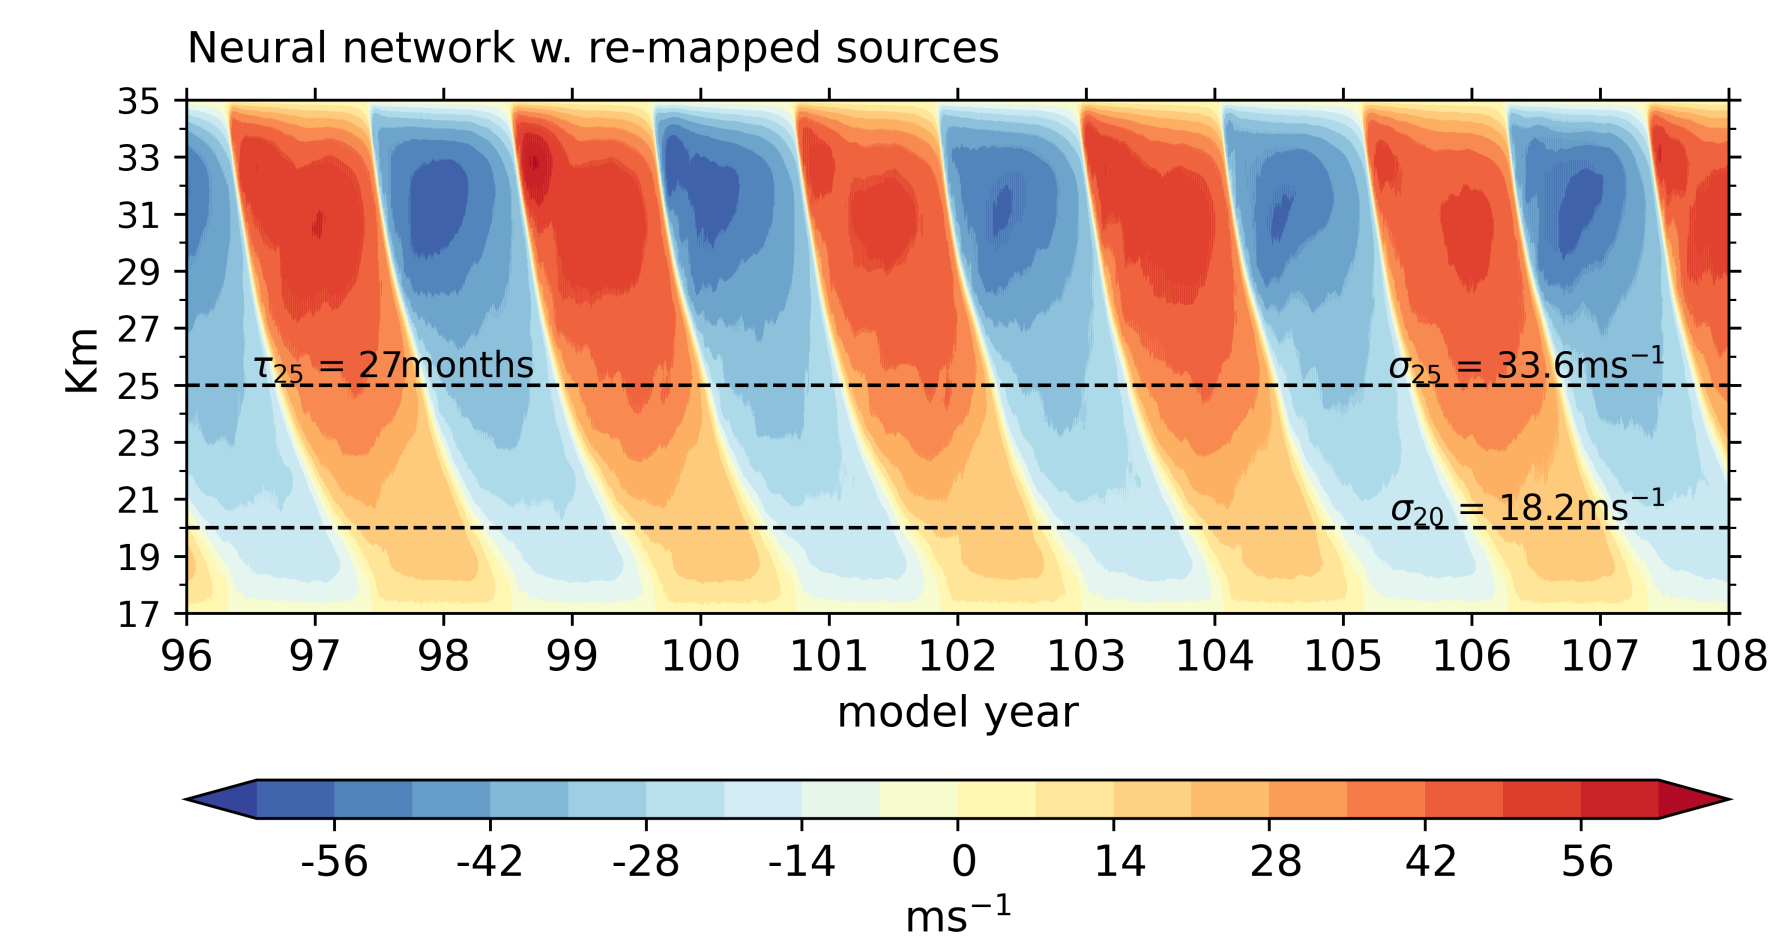 Neural network w. re-mapped sources
35
33
31
29
27
25
23
21
19
17
Km
τ₂₅ = 27months
σ₂₅ = 33.6ms⁻¹
σ₂₀ = 18.2ms⁻¹
96 97 98 99 100 101 102 103 104 105 106 107 108
model year
-56 -42 -28 -14 0 14 28 42 56
ms⁻¹